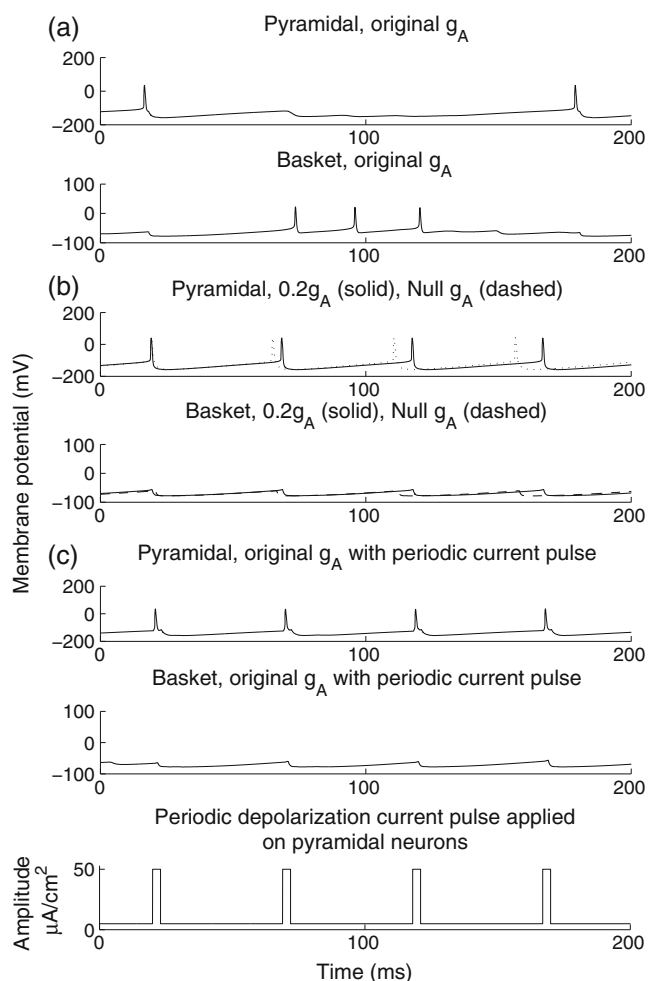 (a)
Pyramidal, original g_A
200
0
−200
0
100
200
Basket, original g_A
100
0
−100
0
100
200
(b)
Pyramidal, 0.2g_A (solid), Null g_A (dashed)
200
0
−200
0
100
200
Basket, 0.2g_A (solid), Null g_A (dashed)
100
0
−100
0
100
200
Membrane potential (mV)
(c)
Pyramidal, original g_A with periodic current pulse
200
0
−200
0
100
200
Basket, original g_A with periodic current pulse
100
0
−100
0
100
200
Periodic depolarization current pulse applied
on pyramidal neurons
Amplitude
μA/cm²
50
0
0
100
200
Time (ms)